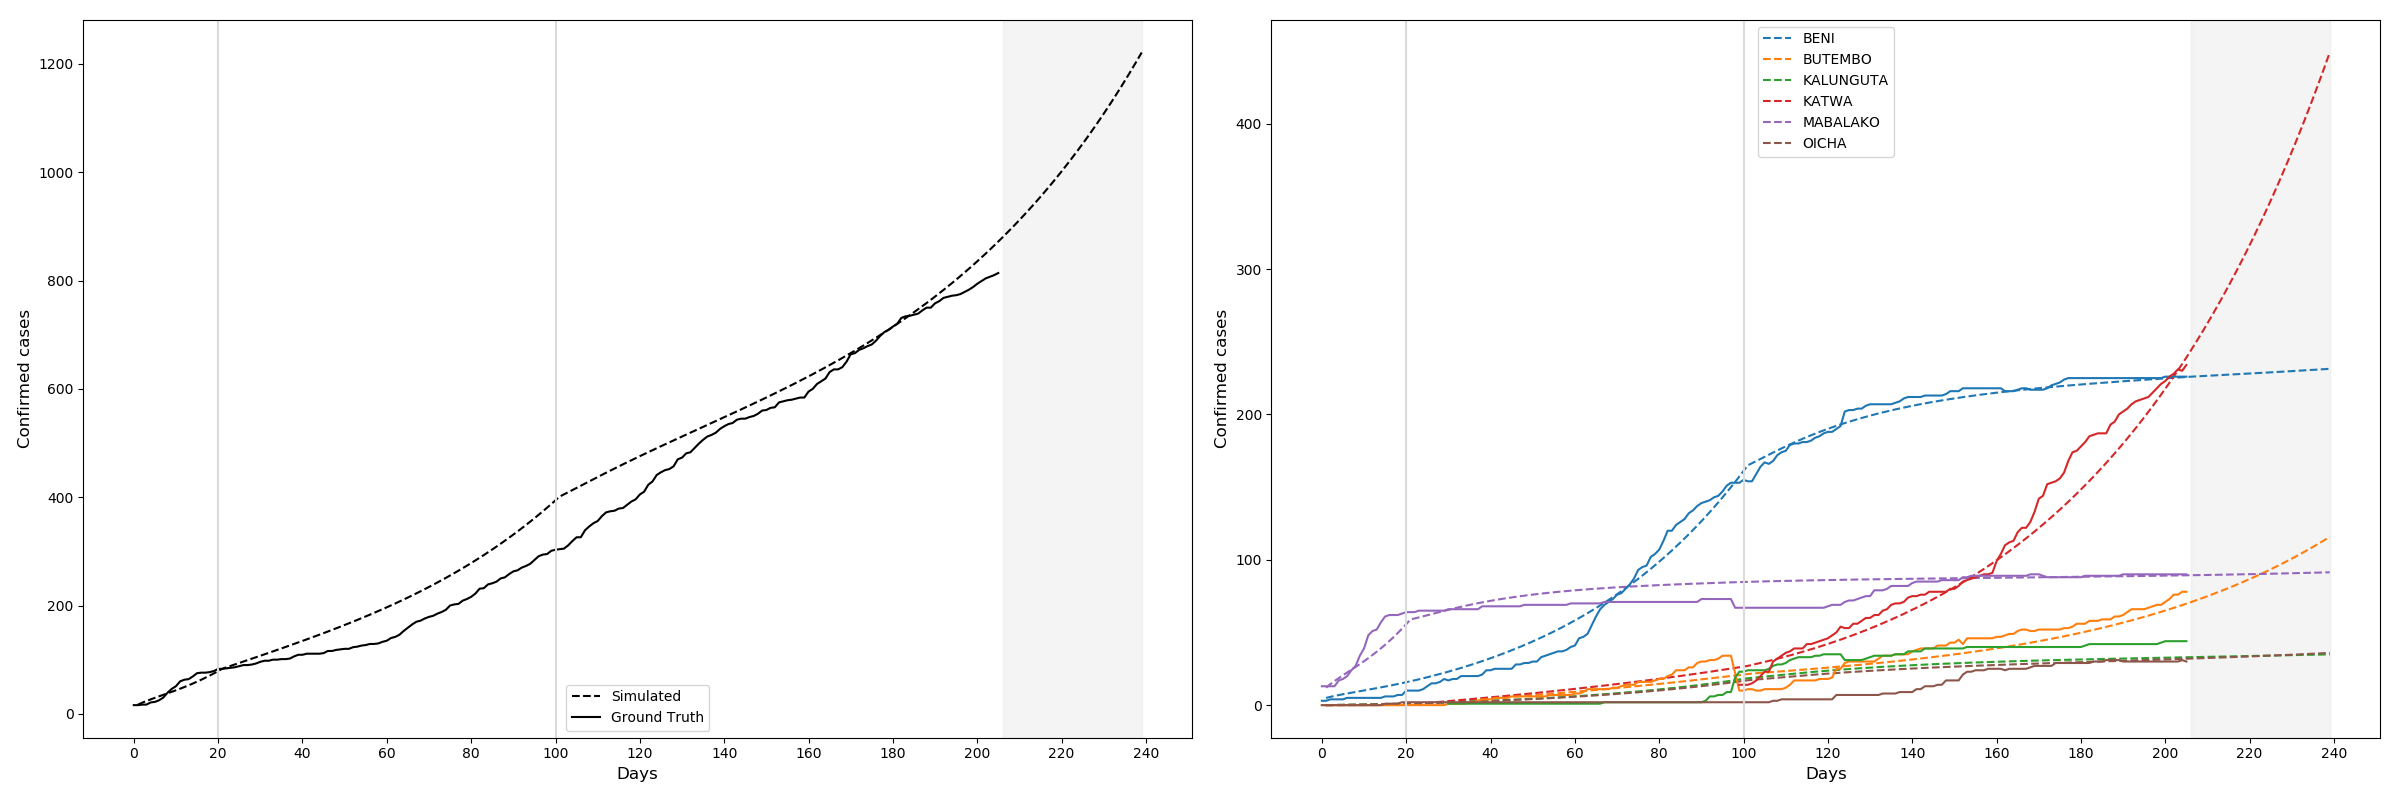 Confirmed cases
1200
1000
800
600
400
200
0
Simulated
Ground Truth
0 20 40 60 80 100 120 140 160 180 200 220 240
Days
Confirmed cases
400
300
200
100
0
BENI
BUTEMBO
KALUNGUTA
KATWA
MABALAKO
OICHA
0 20 40 60 80 100 120 140 160 180 200 220 240
Days